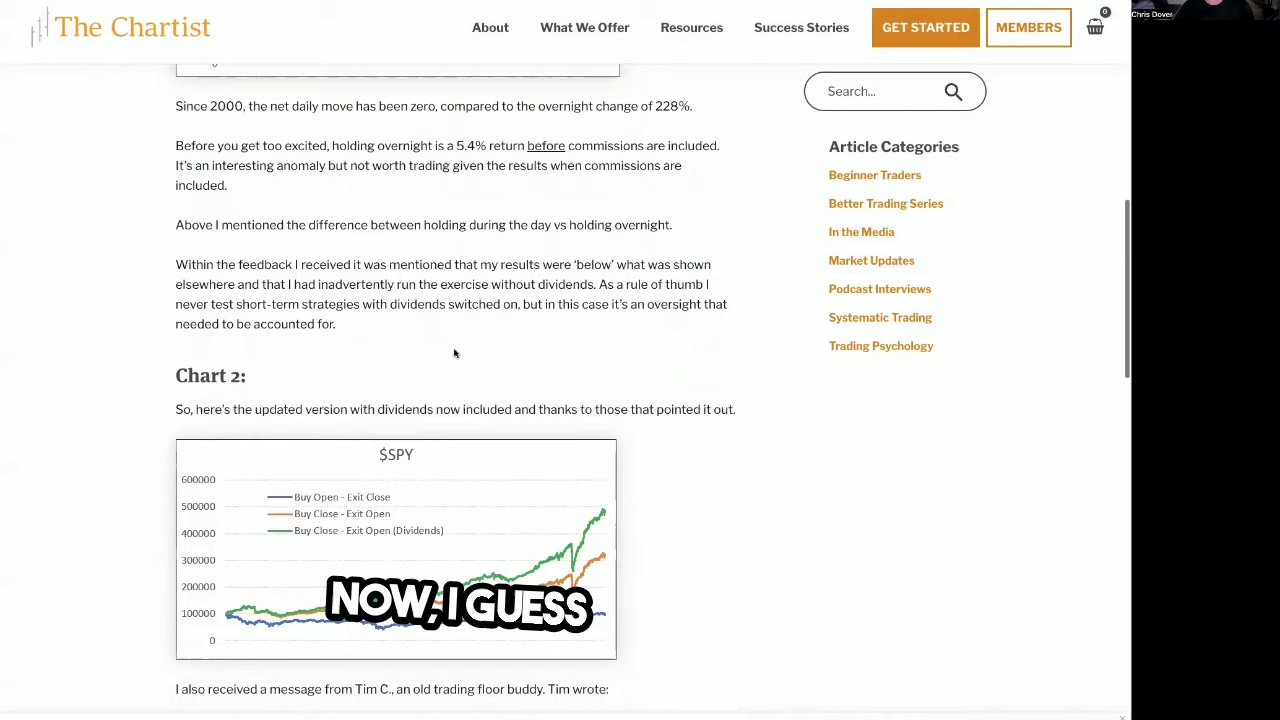 The Chartist
About What We Offer Resources Success Stories GET STARTED MEMBERS 0
Chris Dover
Since 2000, the net daily move has been zero, compared to the overnight change of 228%.
Before you get too excited, holding overnight is a 5.4% return before commissions are included.
It's an interesting anomaly but not worth trading given the results when commissions are
included.
Above I mentioned the difference between holding during the day vs holding overnight.
Within the feedback I received it was mentioned that my results were ‘below’ what was shown
elsewhere and that I had inadvertently run the exercise without dividends. As a rule of thumb I
never test short-term strategies with dividends switched on, but in this case it's an oversight that
needed to be accounted for.
Chart 2:
So, here's the updated version with dividends now included and thanks to those that pointed it out.
$SPY
600000
500000
400000
300000
200000
100000
0
Buy Open - Exit Close
Buy Close - Exit Open
Buy Close - Exit Open (Dividends)
NOW, I GUESS
I also received a message from Tim C., an old trading floor buddy. Tim wrote:
Search...
Article Categories
Beginner Traders
Better Trading Series
In the Media
Market Updates
Podcast Interviews
Systematic Trading
Trading Psychology